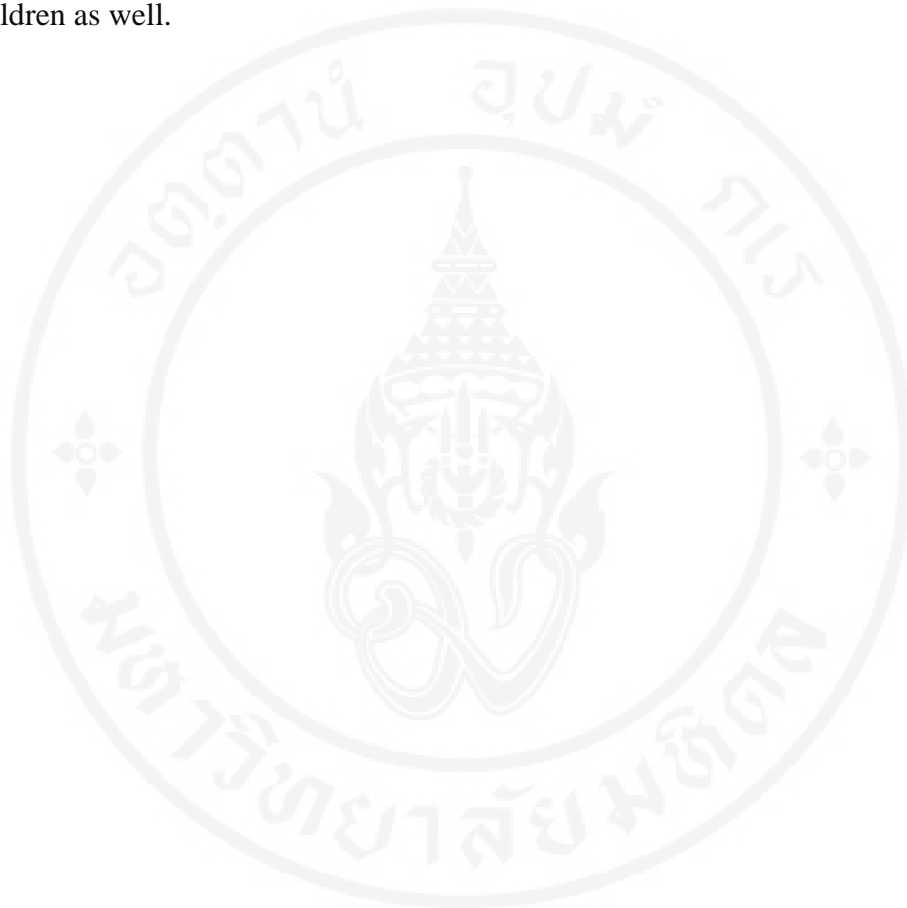 ldren as well.
อตฺตานํ อุปมํ กเร
มหาวิทยาลัยมหิดล